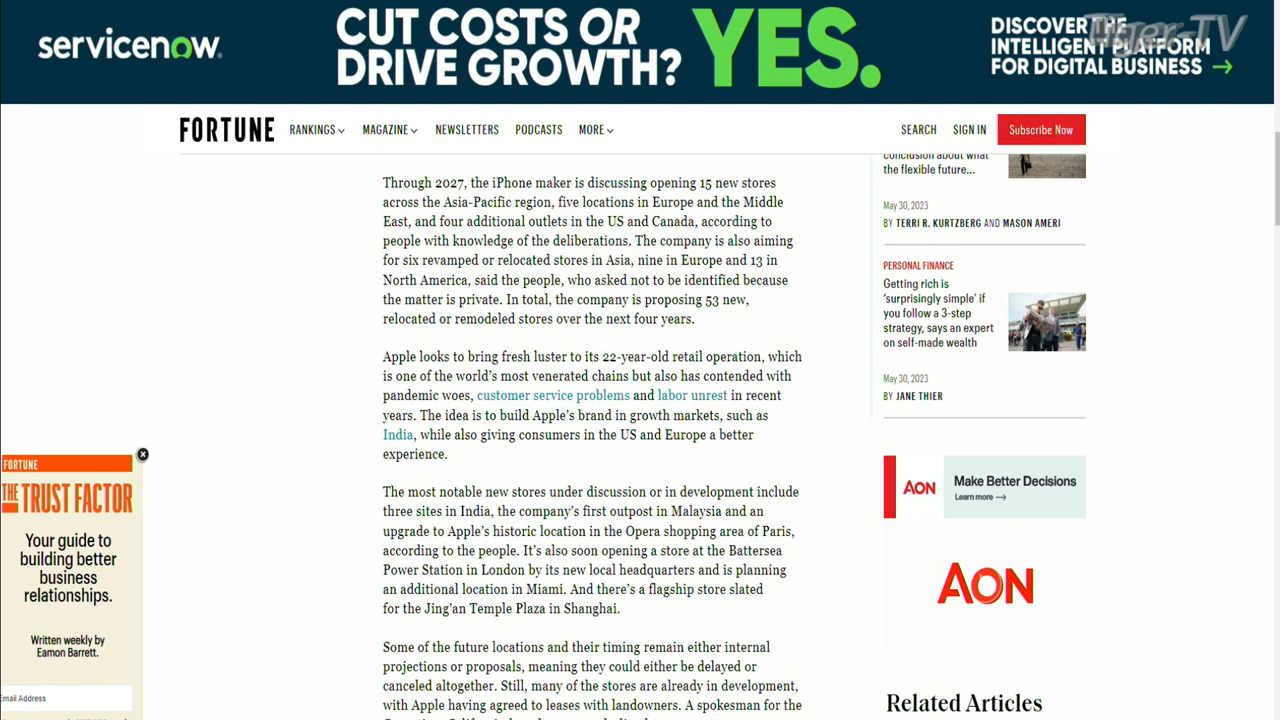 servicenow
CUT COSTS OR
DRIVE GROWTH?
YES.
DISCOVER THE
INTELLIGENT PLATFORM
FOR DIGITAL BUSINESS →
Tiger-TV
FORTUNE
RANKINGS
MAGAZINE
NEWSLETTERS
PODCASTS
MORE
SEARCH
SIGN IN
Subscribe Now
Through 2027, the iPhone maker is discussing opening 15 new stores
across the Asia-Pacific region, five locations in Europe and the Middle
East, and four additional outlets in the US and Canada, according to
people with knowledge of the deliberations. The company is also aiming
for six revamped or relocated stores in Asia, nine in Europe and 13 in
North America, said the people, who asked not to be identified because
the matter is private. In total, the company is proposing 53 new,
relocated or remodeled stores over the next four years.
Apple looks to bring fresh luster to its 22-year-old retail operation, which
is one of the world's most venerated chains but also has contended with
pandemic woes, customer service problems and labor unrest in recent
years. The idea is to build Apple's brand in growth markets, such as
India, while also giving consumers in the US and Europe a better
experience.
The most notable new stores under discussion or in development include
three sites in India, the company's first outpost in Malaysia and an
upgrade to Apple's historic location in the Opera shopping area of Paris,
according to the people. It's also soon opening a store at the Battersea
Power Station in London by its new local headquarters and is planning
an additional location in Miami. And there's a flagship store slated
for the Jing'an Temple Plaza in Shanghai.
Some of the future locations and their timing remain either internal
projections or proposals, meaning they could either be delayed or
canceled altogether. Still, many of the stores are already in development,
with Apple having agreed to leases with landowners. A spokesman for the
conclusion about what
the flexible future...
May 30, 2023
BY TERRI R. KURTZBERG AND MASON AMERI
PERSONAL FINANCE
Getting rich is
'surprisingly simple' if
you follow a 3-step
strategy, says an expert
on self-made wealth
May 30, 2023
BY JANE THIER
AON
Make Better Decisions
Learn more →
AON
Related Articles
FORTUNE
THE TRUST FACTOR
Your guide to
building better
business
relationships.
Written weekly by
Eamon Barrett.
Email Address